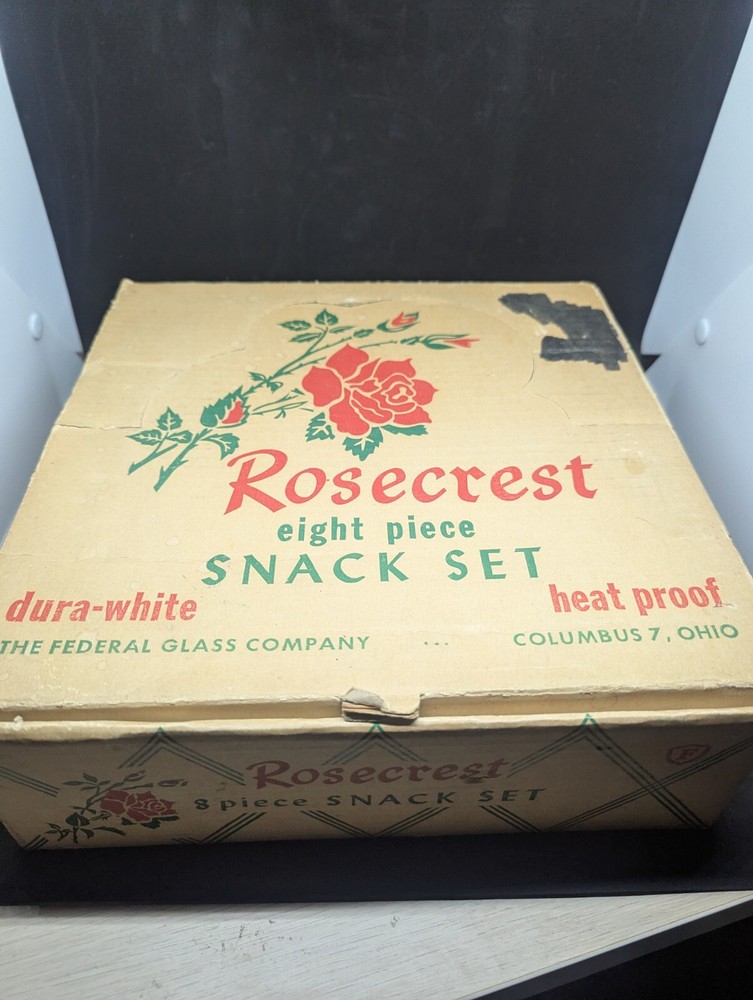 Rosecrest
eight piece
SNACK SET
dura-white heat proof
THE FEDERAL GLASS COMPANY ... COLUMBUS 7, OHIO
Rosecrest
8 piece SNACK SET
F